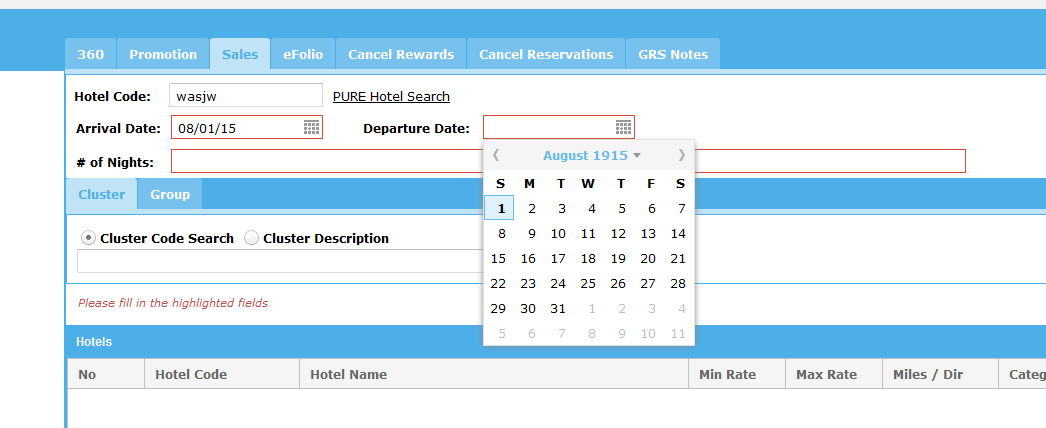 360 Promotion Sales eFolio Cancel Rewards Cancel Reservations GRS Notes
Hotel Code: wasjw PURE Hotel Search
Arrival Date: 08/01/15 Departure Date:
# of Nights:
August 1915
S M T W T F S
1 2 3 4 5 6 7
8 9 10 11 12 13 14
15 16 17 18 19 20 21
22 23 24 25 26 27 28
29 30 31 1 2 3 4
5 6 7 8 9 10 11
Cluster Group
Cluster Code Search Cluster Description
Please fill in the highlighted fields
Hotels
No Hotel Code Hotel Name Min Rate Max Rate Miles / Dir Categ